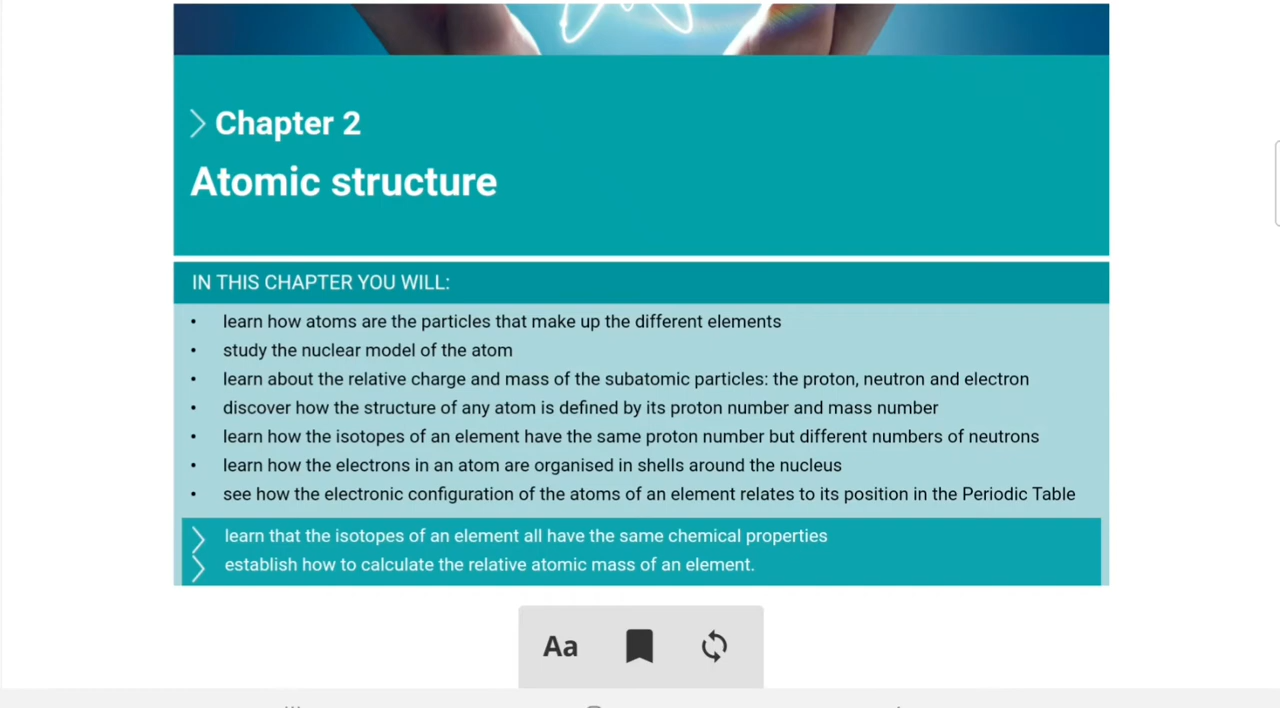 Chapter 2
Atomic structure
IN THIS CHAPTER YOU WILL:
• learn how atoms are the particles that make up the different elements
• study the nuclear model of the atom
• learn about the relative charge and mass of the subatomic particles: the proton, neutron and electron
• discover how the structure of any atom is defined by its proton number and mass number
• learn how the isotopes of an element have the same proton number but different numbers of neutrons
• learn how the electrons in an atom are organised in shells around the nucleus
• see how the electronic configuration of the atoms of an element relates to its position in the Periodic Table
learn that the isotopes of an element all have the same chemical properties
establish how to calculate the relative atomic mass of an element.
Aa